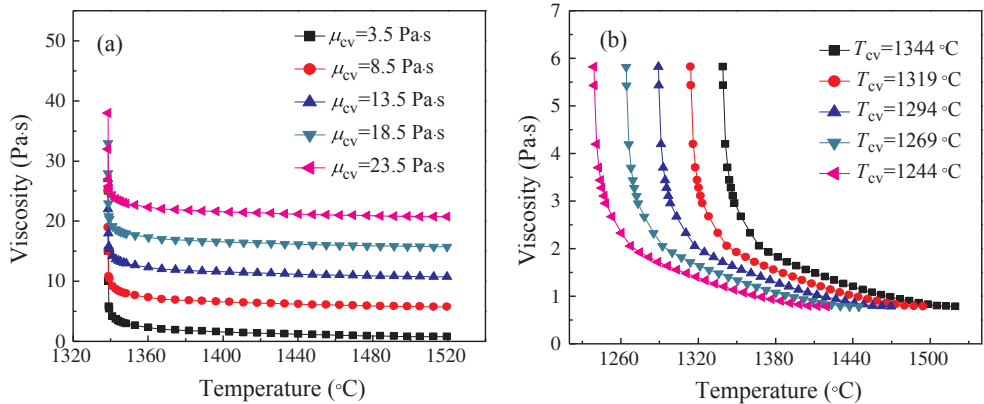 (a)
μcv=3.5 Pa·s
μcv=8.5 Pa·s
μcv=13.5 Pa·s
μcv=18.5 Pa·s
μcv=23.5 Pa·s
50
40
30
20
10
0
Viscosity (Pa·s)
1320 1360 1400 1440 1480 1520
Temperature (°C)
(b)
Tcv=1344 °C
Tcv=1319 °C
Tcv=1294 °C
Tcv=1269 °C
Tcv=1244 °C
7
6
5
4
3
2
1
0
Viscosity (Pa·s)
1260 1320 1380 1440 1500
Temperature (°C)